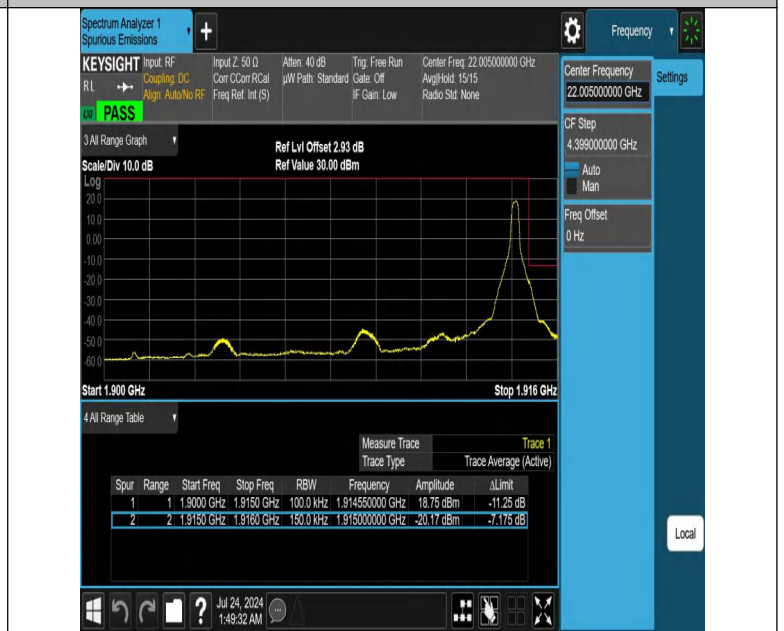 Spectrum Analyzer 1
Spurious Emissions
+
Frequency
KEYSIGHT
Input: RF
Input Z: 50 Ω
Atten: 40 dB
Trig: Free Run
Center Freq: 22.005000000 GHz
RL
Coupling: DC
Corr CCorr RCal
µW Path: Standard
Gate: Off
Avg|Hold: 15/15
Align: Auto/No RF
Freq Ref: Int (S)
IF Gain: Low
Radio Std: None
PASS
Center Frequency
22.005000000 GHz
Settings
CF Step
4.399000000 GHz
Auto
Man
Freq Offset
0 Hz
3 All Range Graph
Ref Lvl Offset 2.93 dB
Scale/Div 10.0 dB
Ref Value 30.00 dBm
Log
20.0
10.0
0.00
-10.0
-20.0
-30.0
-40.0
-50.0
-60.0
Start 1.900 GHz
Stop 1.916 GHz
4 All Range Table
Measure Trace
Trace 1
Trace Type
Trace Average (Active)
Spur Range Start Freq Stop Freq RBW Frequency Amplitude ∆Limit
1 1 1.9000 GHz 1.9150 GHz 100.0 kHz 1.914550000 GHz 18.75 dBm -11.25 dB
2 2 1.9150 GHz 1.9160 GHz 150.0 kHz 1.915000000 GHz -20.17 dBm -7.175 dB
Local
?
Jul 24, 2024
1:49:32 AM